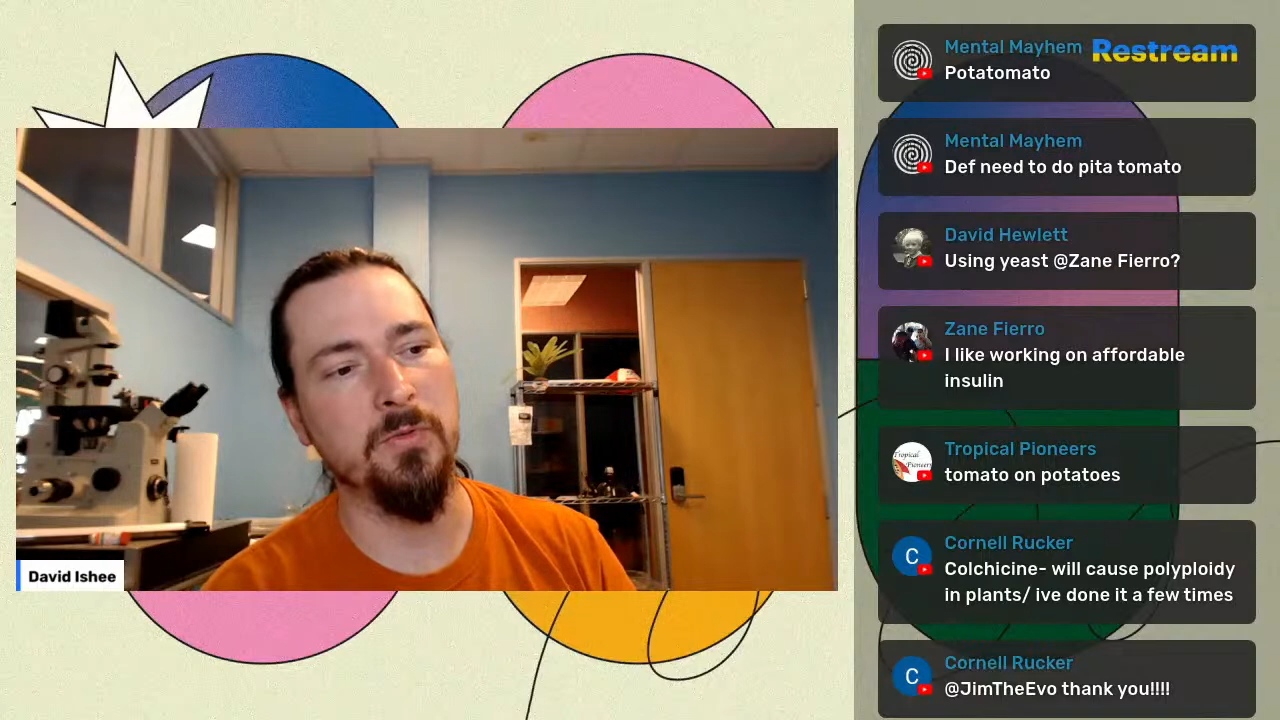 David Ishee
Mental Mayhem
Restream
Potatomato
Mental Mayhem
Def need to do pita tomato
David Hewlett
Using yeast @Zane Fierro?
Zane Fierro
I like working on affordable
insulin
Tropical Pioneers
Tropical
Pioneers
tomato on potatoes
C
Cornell Rucker
Colchicine- will cause polyploidy
in plants/ ive done it a few times
C
Cornell Rucker
@JimTheEvo thank you!!!!